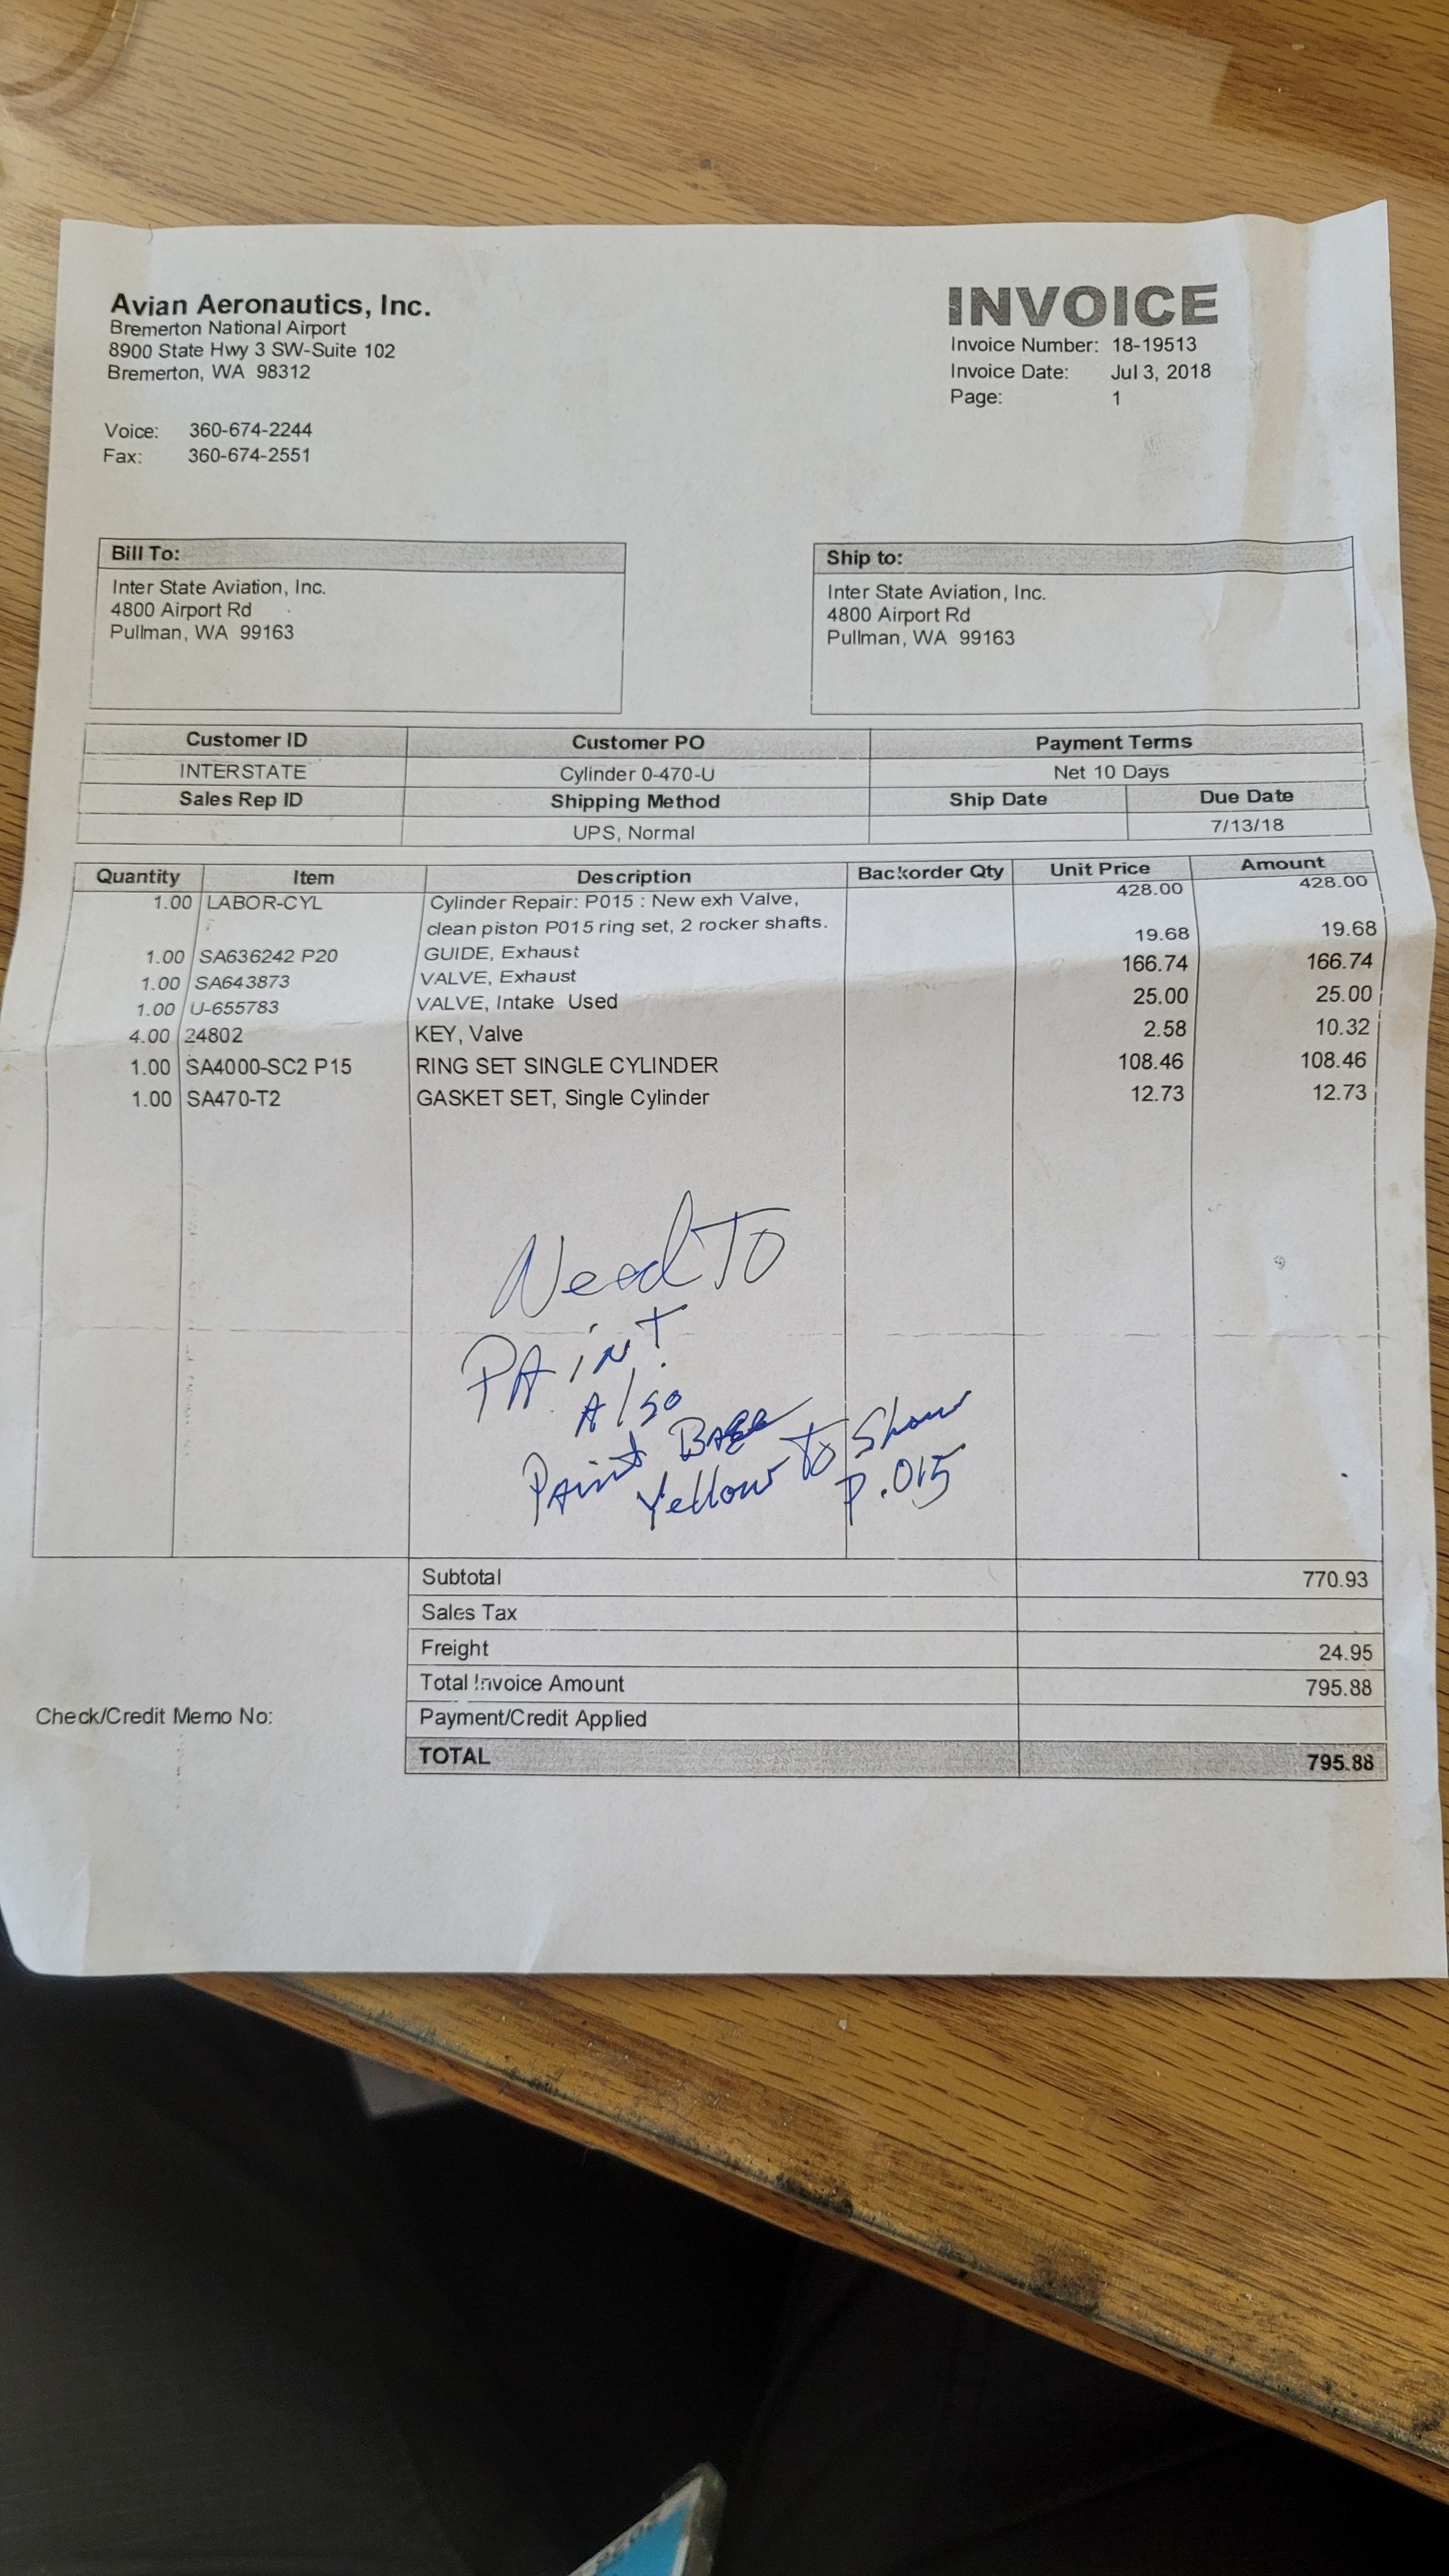 Avian Aeronautics, Inc.
Bremerton National Airport
8900 State Hwy 3 SW-Suite 102
Bremerton, WA 98312
Voice: 360-674-2244
Fax: 360-674-2551
INVOICE
Invoice Number: 18-19513
Invoice Date: Jul 3, 2018
Page: 1
Bill To:
Inter State Aviation, Inc.
4800 Airport Rd
Pullman, WA 99163
Ship to:
Inter State Aviation, Inc.
4800 Airport Rd
Pullman, WA 99163
Customer ID Customer PO Payment Terms
INTERSTATE Cylinder 0-470-U Net 10 Days
Sales Rep ID Shipping Method Ship Date Due Date
UPS, Normal 7/13/18
Quantity Item Description Backorder Qty Unit Price Amount
1.00 LABOR-CYL Cylinder Repair: P015 : New exh Valve, 428.00 428.00
clean piston P015 ring set, 2 rocker shafts.
1.00 SA636242 P20 GUIDE, Exhaust 19.68 19.68
1.00 SA643873 VALVE, Exhaust 166.74 166.74
1.00 U-655783 VALVE, Intake Used 25.00 25.00
4.00 24802 KEY, Valve 2.58 10.32
1.00 SA4000-SC2 P15 RING SET SINGLE CYLINDER 108.46 108.46
1.00 SA470-T2 GASKET SET, Single Cylinder 12.73 12.73
Need To
PAiNT
Also
Paint Base
Yellow To Show
P.015
Subtotal 770.93
Sales Tax
Freight 24.95
Total Invoice Amount 795.88
Check/Credit Memo No: Payment/Credit Applied
TOTAL 795.88